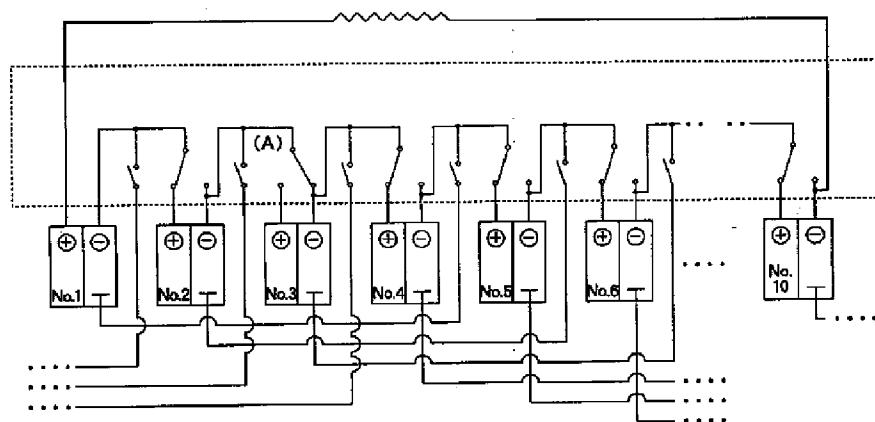 (A)
⊕ ⊖ ⊕ ⊖ ⊕ ⊖ ⊕ ⊖ ⊕ ⊖ ⊕ ⊖ ⊕ ⊖
No.1 No.2 No.3 No.4 No.5 No.6 No.
10